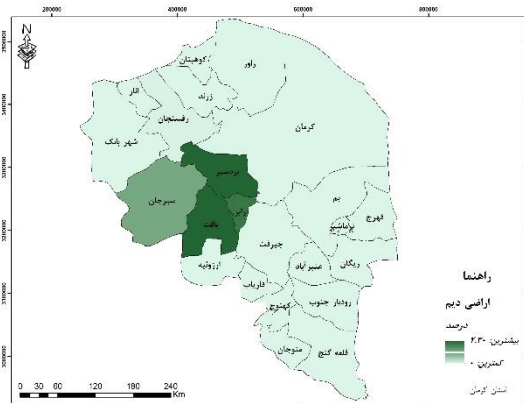 200000 400000 600000 800000
N
کوهبنان
راور
انار
زرند
رفسنجان
کرمان
شهر بابک
بردسیر
سیرجان
رابر
بافت
بم
فهرج
نرماشیر
جیرفت
ارزوئیه
عنبرآباد
ریگان
فاریاب
رودبار جنوب
کهنوج
منوجان
قلعه گنج
راهنما
اراضی دیم
درصد
بیشترین: ۲.۳۰
کمترین: ۰
استان کرمان
0 30 60 120 180 240
Km